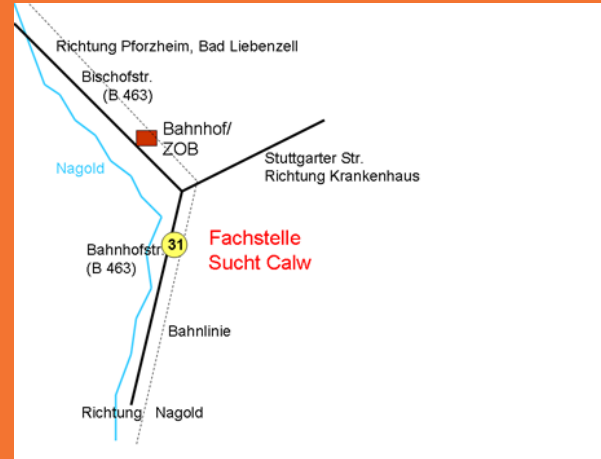 Richtung Pforzheim, Bad Liebenzell
Bischofstr.
(B 463)
Bahnhof/
ZOB
Stuttgarter Str.
Richtung Krankenhaus
Nagold
Bahnhofstr.
(B 463)
31
Fachstelle
Sucht Calw
Bahnlinie
Richtung Nagold